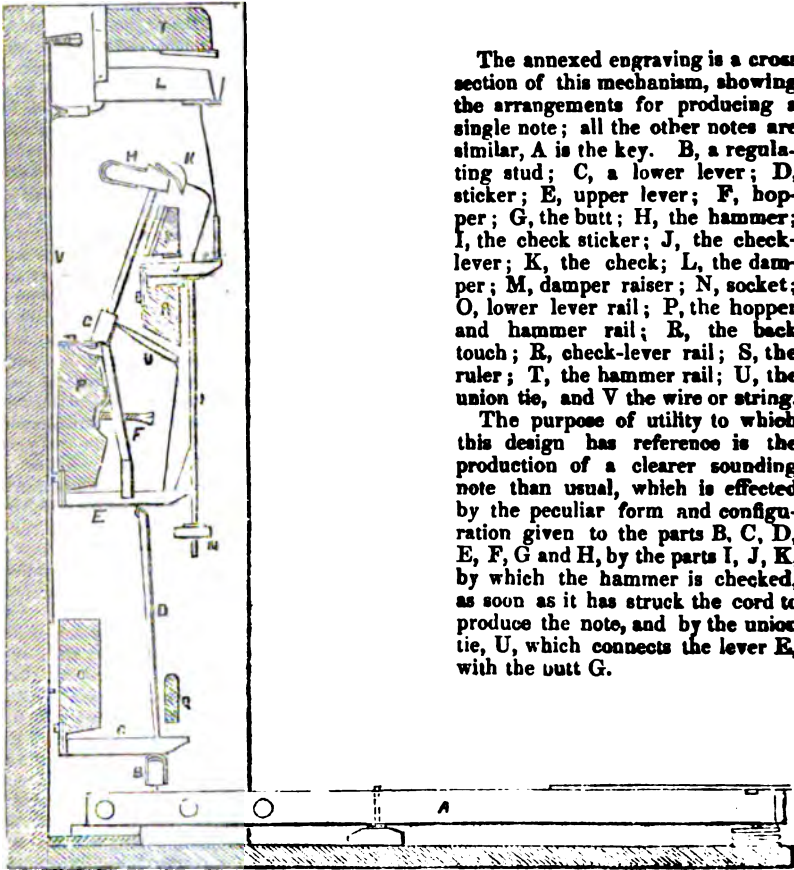 The annexed engraving is a cross
section of this mechanism, showing
the arrangements for producing a
single note; all the other notes are
similar, A is the key. B, a regula-
ting stud; C, a lower lever; D,
sticker; E, upper lever; F, hop-
per; G, the butt; H, the hammer;
I, the check sticker; J, the check-
lever; K, the check; L, the dam-
per; M, damper raiser; N, socket;
O, lower lever rail; P, the hopper
and hammer rail; R, the back
touch; R, check-lever rail; S, the
ruler; T, the hammer rail; U, the
union tie, and V the wire or string.
The purpose of utility to which
this design has reference is the
production of a clearer sounding
note than usual, which is effected
by the peculiar form and configu-
ration given to the parts B, C, D,
E, F, G and H, by the parts I, J, K
by which the hammer is checked,
as soon as it has struck the cord to
produce the note, and by the union
tie, U, which connects the lever E,
with the butt G.
T
L
H
K
V
R
G
U
P
I
F
E
N
D
C
B
A